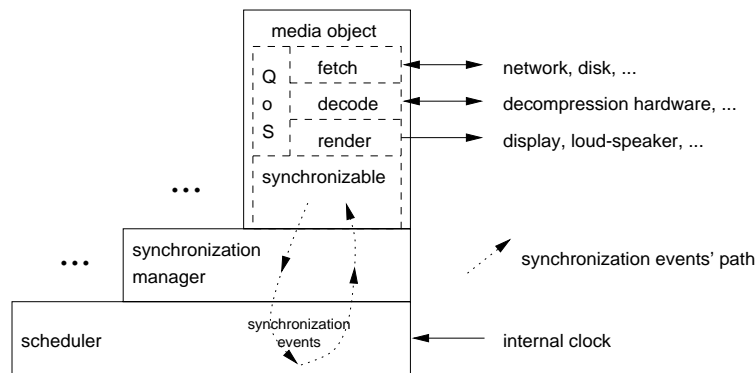 media object
QoS
fetch
network, disk, ...
decode
decompression hardware, ...
render
display, loud-speaker, ...
synchronizable
...
synchronization
manager
...
synchronization events' path
scheduler
synchronization
events
internal clock